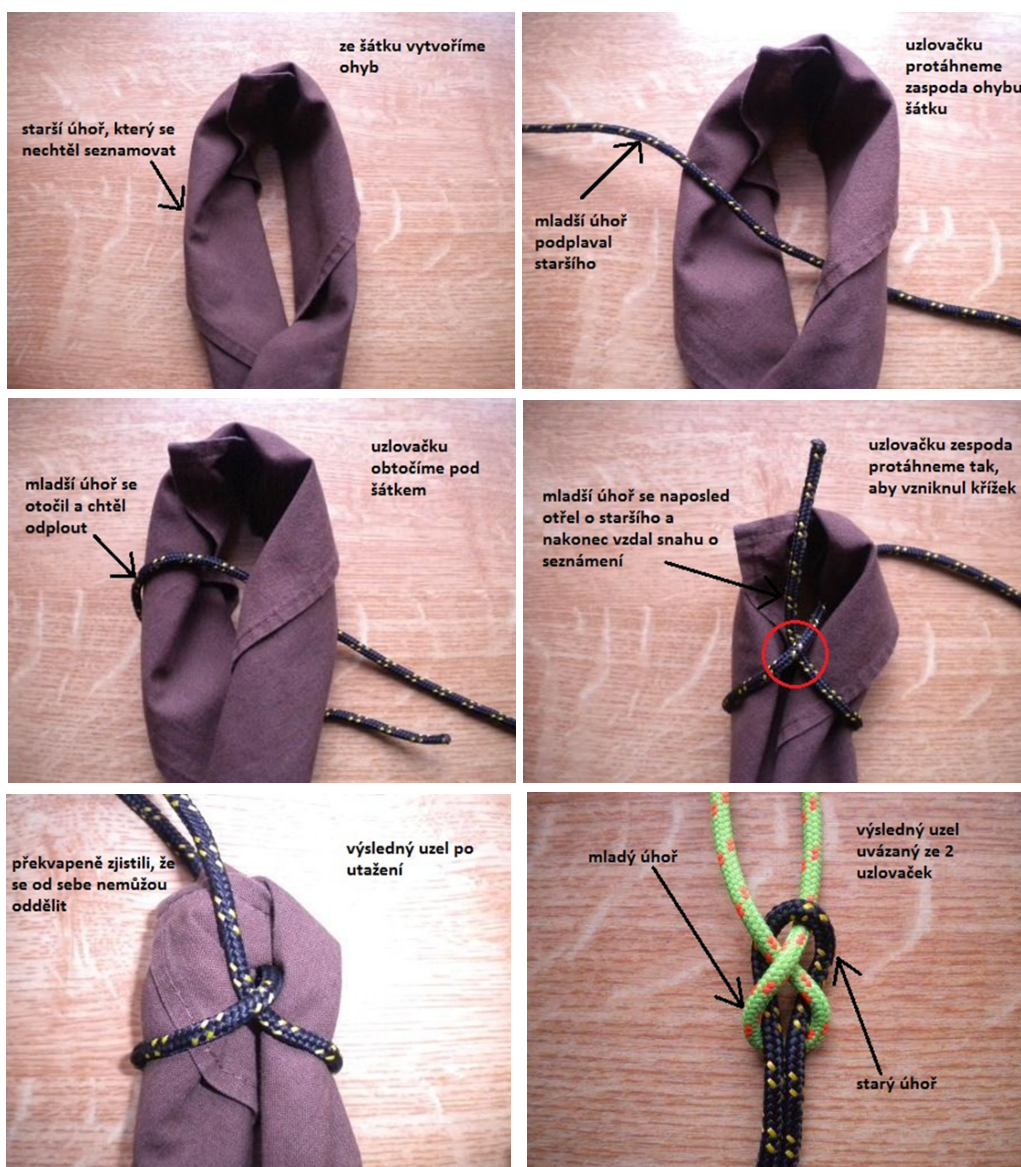 ze šátku vytvoříme
ohyb
starší úhoř, který se
nechtěl seznamovat
uzlovačku
protáhneme
zaspoda ohybu
šátku
mladší úhoř
podplaval
staršího
uzlovačku
obtočíme pod
šátkem
mladší úhoř se
otočil a chtěl
odplout
uzlovačku zespoda
protáhneme tak,
aby vzniknul křížek
mladší úhoř se naposled
otřel o staršího a
nakonec vzdal snahu o
seznámení
překvapeně zjistili, že
se od sebe nemůžou
oddělit
výsledný uzel po
utažení
mladý úhoř
výsledný uzel
uvázaný ze 2
uzlovaček
starý úhoř